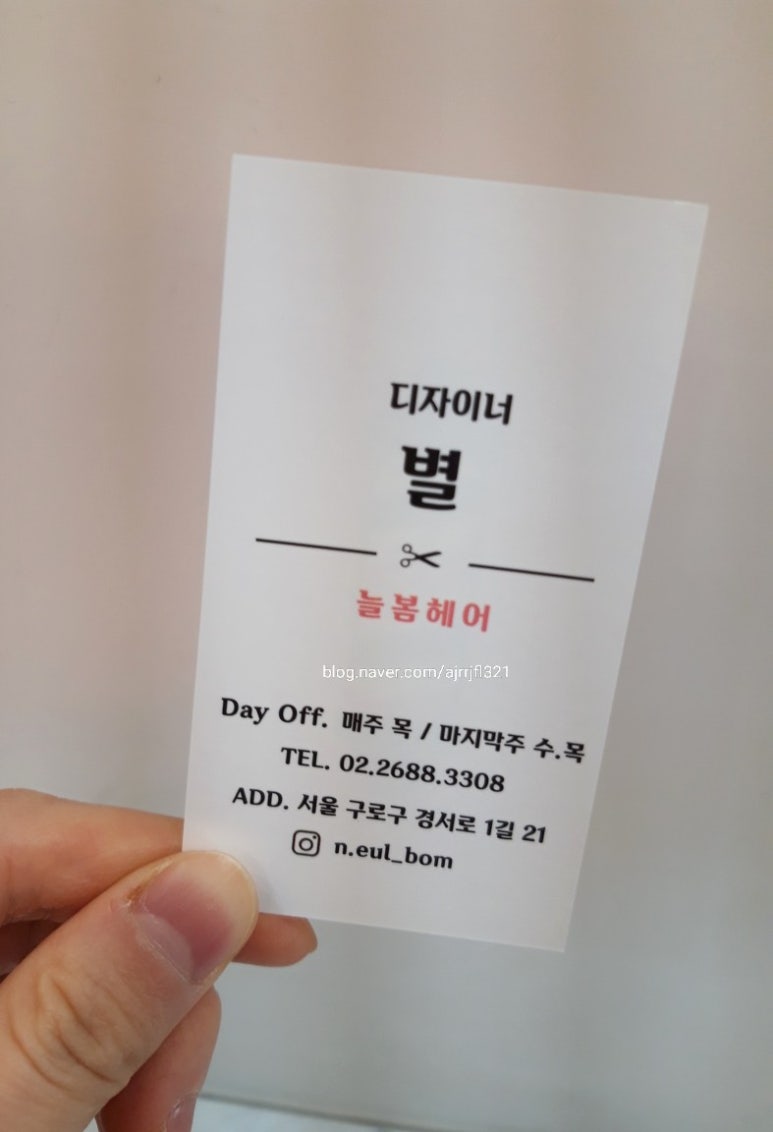 디자이너
별
늘봄헤어
blog.naver.com/ajrrjfl321
Day Off. 매주 목 / 마지막주 수.목
TEL. 02.2688.3308
ADD. 서울 구로구 경서로 1길 21
n.eul_bom